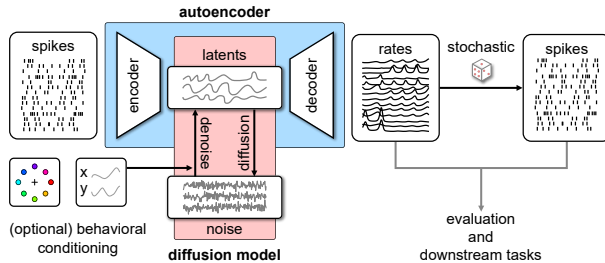 autoencoder
spikes
latents
rates
stochastic
spikes
encoder
decoder
denoise
diffusion
x
y
(optional) behavioral
conditioning
noise
diffusion model
evaluation
and
downstream tasks